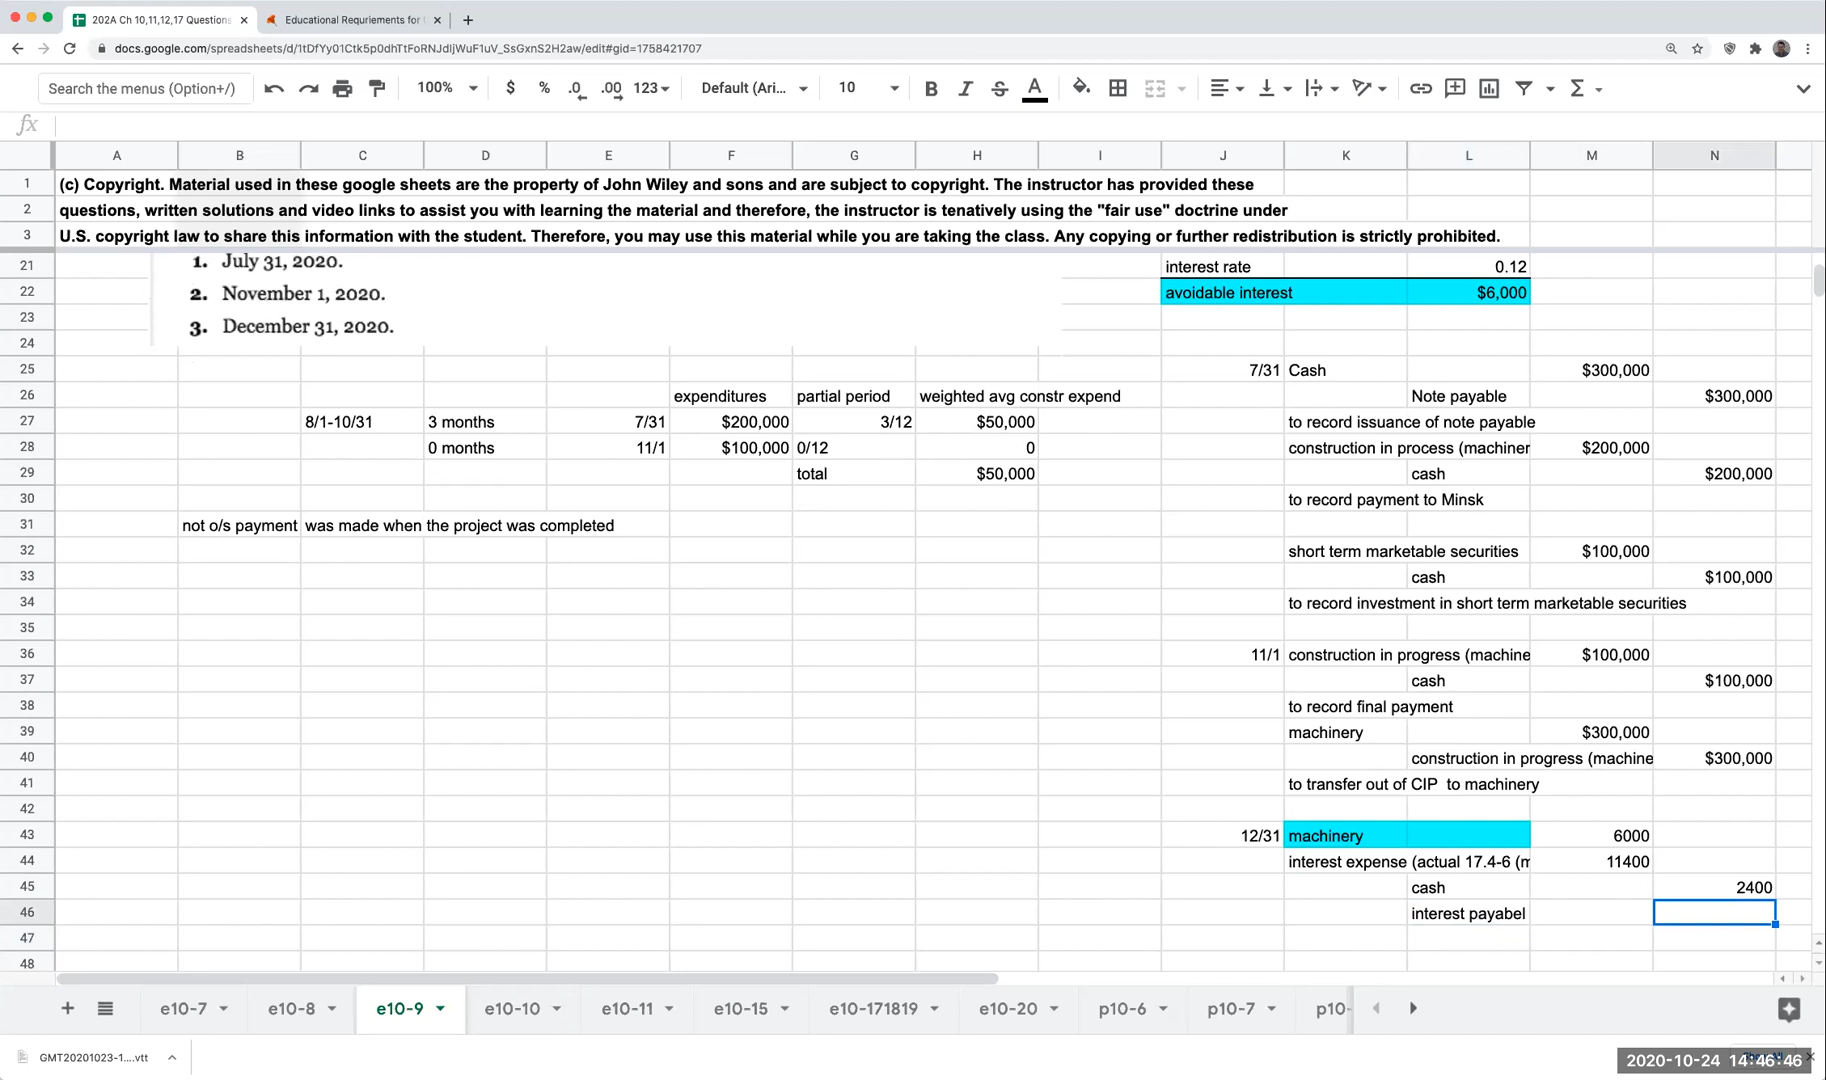 202A Ch 10,11,12,17 Questions
Educational Requriements for
docs.google.com/spreadsheets/d/1tDfYy01Ctk5p0dhTtFoRNJdIjWuF1uV_SsGxnS2H2aw/edit#gid=1758421707
Search the menus (Option+/) 100% $ % .0 .00 123 Default (Ari... 10 B I S A
fx
A B C D E F G H I J K L M N
1 (c) Copyright. Material used in these google sheets are the property of John Wiley and sons and are subject to copyright. The instructor has provided these
2 questions, written solutions and video links to assist you with learning the material and therefore, the instructor is tenatively using the "fair use" doctrine under
3 U.S. copyright law to share this information with the student. Therefore, you may use this material while you are taking the class. Any copying or further redistribution is strictly prohibited.
21 1. July 31, 2020. interest rate 0.12
22 2. November 1, 2020. avoidable interest $6,000
23 3. December 31, 2020.
24
25 7/31 Cash $300,000
26 expenditures partial period weighted avg constr expend Note payable $300,000
27 8/1-10/31 3 months 7/31 $200,000 3/12 $50,000 to record issuance of note payable
28 0 months 11/1 $100,000 0/12 0 construction in process (machiner $200,000
29 total $50,000 cash $200,000
30 to record payment to Minsk
31 not o/s payment was made when the project was completed
32 short term marketable securities $100,000
33 cash $100,000
34 to record investment in short term marketable securities
35
36 11/1 construction in progress (machine $100,000
37 cash $100,000
38 to record final payment
39 machinery $300,000
40 construction in progress (machine $300,000
41 to transfer out of CIP to machinery
42
43 12/31 machinery 6000
44 interest expense (actual 17.4-6 (m 11400
45 cash 2400
46 interest payabel
47
48
e10-7 e10-8 e10-9 e10-10 e10-11 e10-15 e10-171819 e10-20 p10-6 p10-7 p10-
GMT20201023-1....vtt
2020-10-24 14:46:46